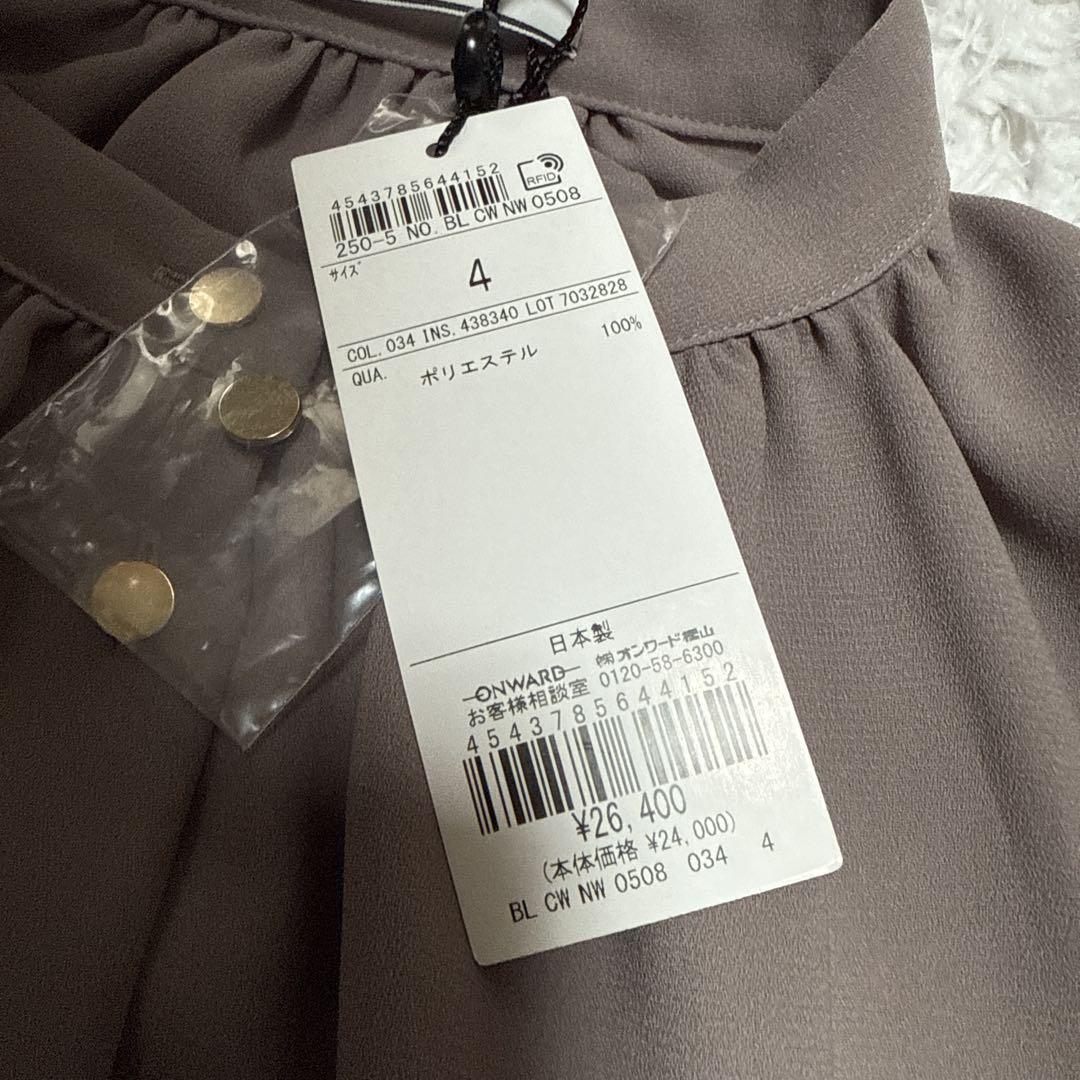 4543785644152
RFID
250-5 NO. BL CW NW 0508
ｻｲｽﾞ
4
COL. 034 INS. 438340 LOT 7032828
QUA. ポリエステル 100%
日本製
ONWARD ㈱オンワード樫山
お客様相談室 0120-58-6300
4543785644152
¥26,400
(本体価格 ¥24,000)
BL CW NW 0508 034 4